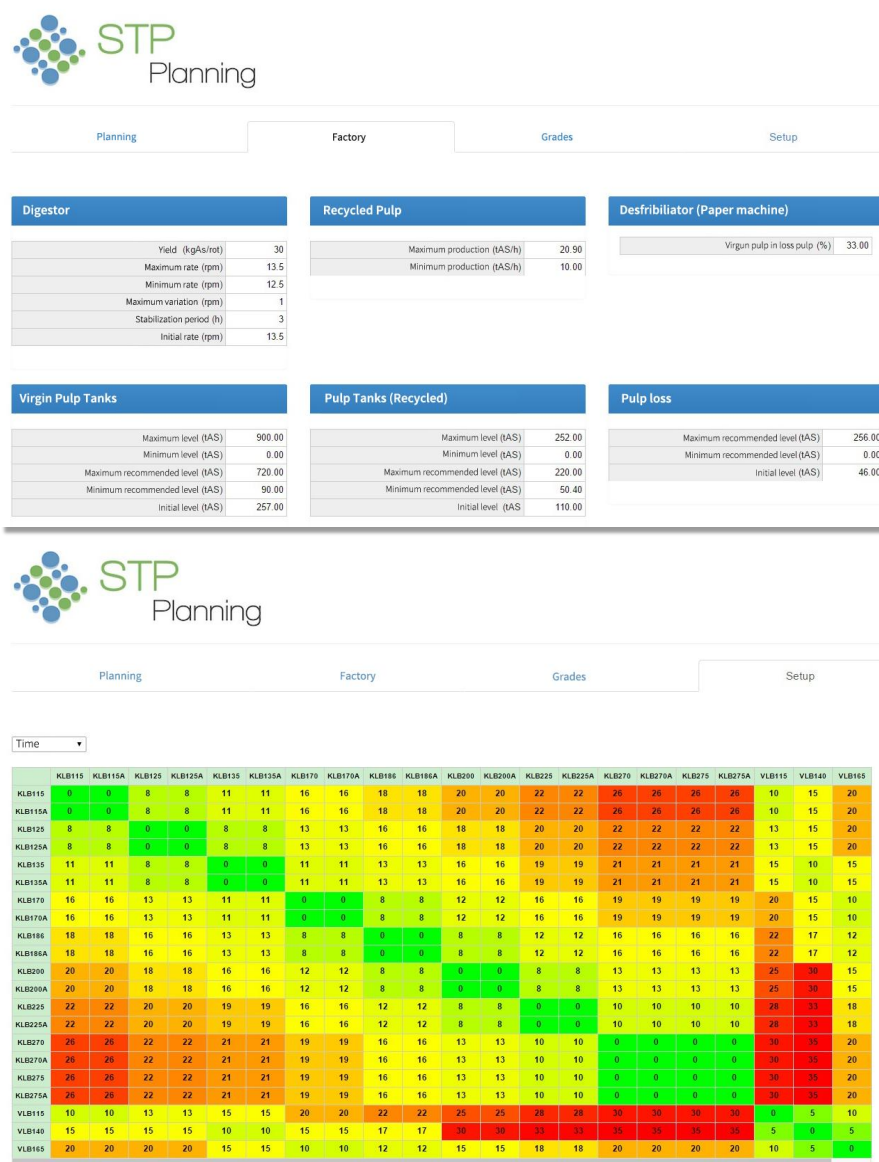 STP
Planning
Planning Factory Grades Setup
Digestor Recycled Pulp Desfribiliator (Paper machine)
Yield (kgAs/rot) 30 Maximum production (tAS/h) 20.90 Virgun pulp in loss pulp (%) 33.00
Maximum rate (rpm) 13.5 Minimum production (tAS/h) 10.00
Minimum rate (rpm) 12.5
Maximum variation (rpm) 1
Stabilization period (h) 3
Initial rate (rpm) 13.5
Virgin Pulp Tanks Pulp Tanks (Recycled) Pulp loss
Maximum level (tAS) 900.00 Maximum level (tAS) 252.00 Maximum recommended level (tAS) 256.00
Minimum level (tAS) 0.00 Minimum level (tAS) 0.00 Minimum recommended level (tAS) 0.00
Maximum recommended level (tAS) 720.00 Maximum recommended level (tAS) 220.00 Initial level (tAS) 46.00
Minimum recommended level (tAS) 90.00 Minimum recommended level (tAS) 50.40
Initial level (tAS) 257.00 Initial level (tAS 110.00
STP
Planning
Planning Factory Grades Setup
Time
KLB115 KLB115A KLB125 KLB125A KLB135 KLB135A KLB170 KLB170A KLB186 KLB186A KLB200 KLB200A KLB225 KLB225A KLB270 KLB270A KLB275 KLB275A VLB115 VLB140 VLB165
KLB115 0 0 8 8 11 11 16 16 18 18 20 20 22 22 26 26 26 26 10 15 20
KLB115A 0 0 8 8 11 11 16 16 18 18 20 20 22 22 26 26 26 26 10 15 20
KLB125 8 8 0 0 8 8 13 13 16 16 18 18 20 20 22 22 22 22 13 15 20
KLB125A 8 8 0 0 8 8 13 13 16 16 18 18 20 20 22 22 22 22 13 15 20
KLB135 11 11 8 8 0 0 11 11 13 13 16 16 19 19 21 21 21 21 15 10 15
KLB135A 11 11 8 8 0 0 11 11 13 13 16 16 19 19 21 21 21 21 15 10 15
KLB170 16 16 13 13 11 11 0 0 8 8 12 12 16 16 19 19 19 19 20 15 10
KLB170A 16 16 13 13 11 11 0 0 8 8 12 12 16 16 19 19 19 19 20 15 10
KLB186 18 18 16 16 13 13 8 8 0 0 8 8 12 12 16 16 16 16 22 17 12
KLB186A 18 18 16 16 13 13 8 8 0 0 8 8 12 12 16 16 16 16 22 17 12
KLB200 20 20 18 18 16 16 12 12 8 8 0 0 8 8 13 13 13 13 25 30 15
KLB200A 20 20 18 18 16 16 12 12 8 8 0 0 8 8 13 13 13 13 25 30 15
KLB225 22 22 20 20 19 19 16 16 12 12 8 8 0 0 10 10 10 10 28 33 18
KLB225A 22 22 20 20 19 19 16 16 12 12 8 8 0 0 10 10 10 10 28 33 18
KLB270 26 26 22 22 21 21 19 19 16 16 13 13 10 10 0 0 0 0 30 35 20
KLB270A 26 26 22 22 21 21 19 19 16 16 13 13 10 10 0 0 0 0 30 35 20
KLB275 26 26 22 22 21 21 19 19 16 16 13 13 10 10 0 0 0 0 30 35 20
KLB275A 26 26 22 22 21 21 19 19 16 16 13 13 10 10 0 0 0 0 30 35 20
VLB115 10 10 13 13 15 15 20 20 22 22 25 25 28 28 30 30 30 30 0 5 10
VLB140 15 15 15 15 10 10 15 15 17 17 30 30 33 33 35 35 35 35 5 0 5
VLB165 20 20 20 20 15 15 10 10 12 12 15 15 18 18 20 20 20 20 10 5 0